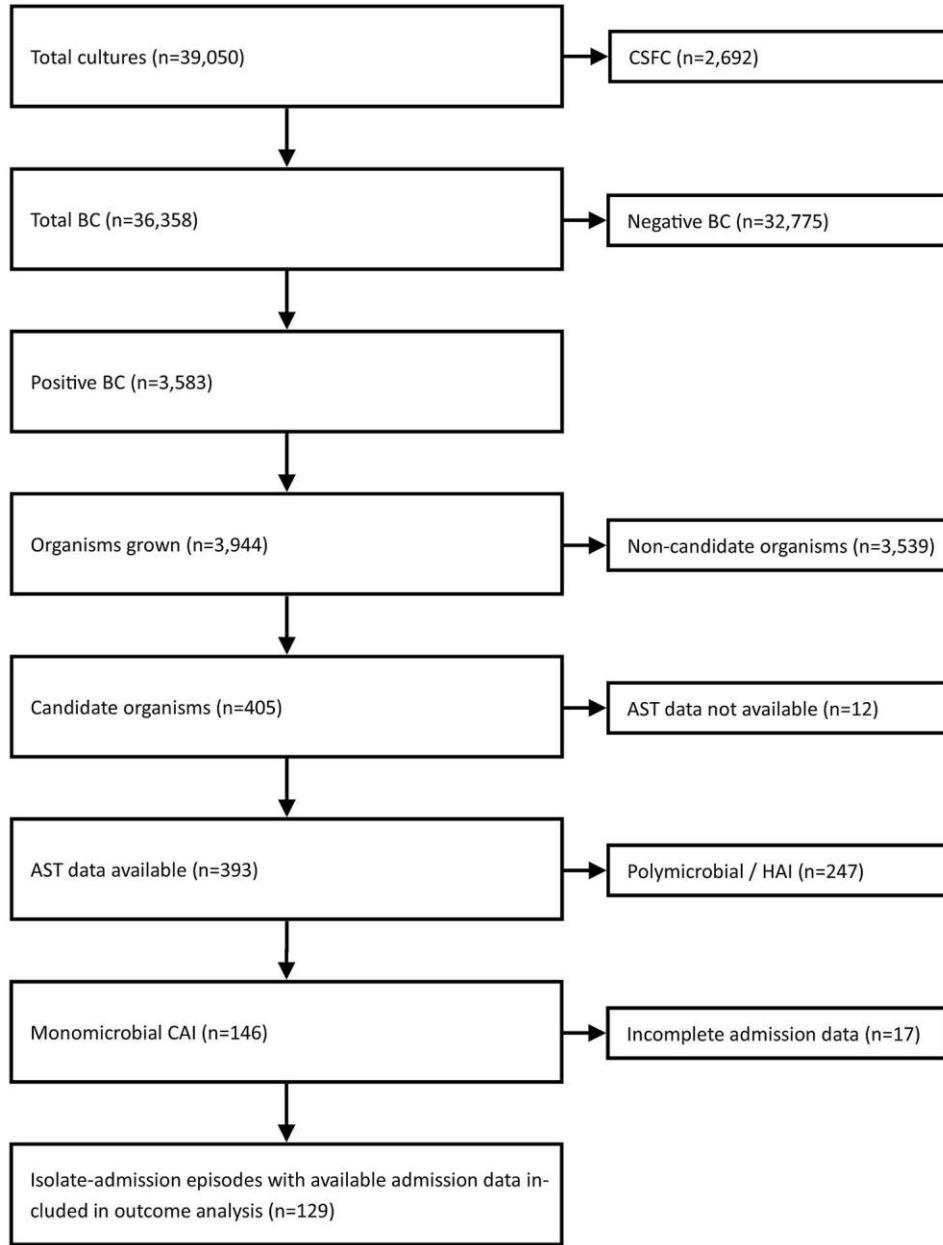 Total cultures (n=39,050)
CSFC (n=2,692)
Total BC (n=36,358)
Negative BC (n=32,775)
Positive BC (n=3,583)
Organisms grown (n=3,944)
Non-candidate organisms (n=3,539)
Candidate organisms (n=405)
AST data not available (n=12)
AST data available (n=393)
Polymicrobial / HAI (n=247)
Monomicrobial CAI (n=146)
Incomplete admission data (n=17)
Isolate-admission episodes with available admission data in-
cluded in outcome analysis (n=129)